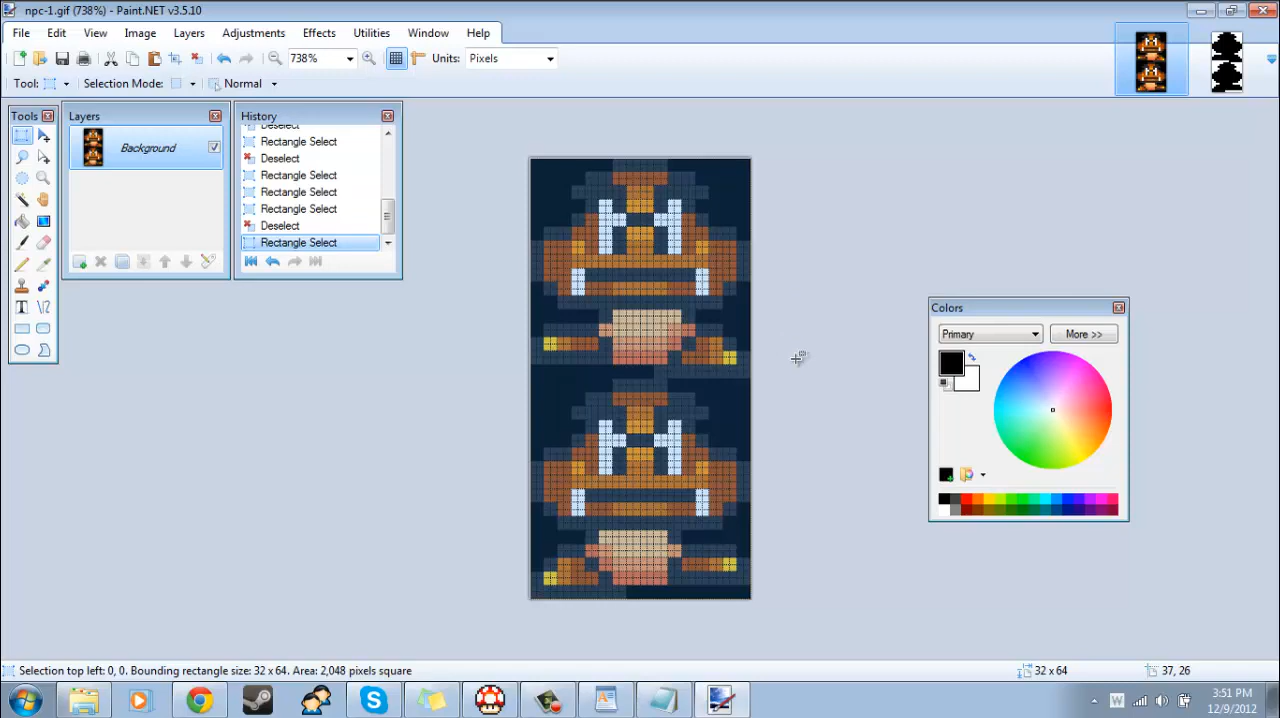 npc-1.gif (738%) - Paint.NET v3.5.10
File Edit View Image Layers Adjustments Effects Utilities Window Help
738% Units: Pixels
Tool: Selection Mode: Normal
Tools
Layers
Background
History
Deselect
Rectangle Select
Deselect
Rectangle Select
Rectangle Select
Rectangle Select
Deselect
Rectangle Select
Colors
Primary More >>
Selection top left: 0, 0. Bounding rectangle size: 32 x 64. Area: 2,048 pixels square 32 x 64 37, 26
3:51 PM
12/9/2012